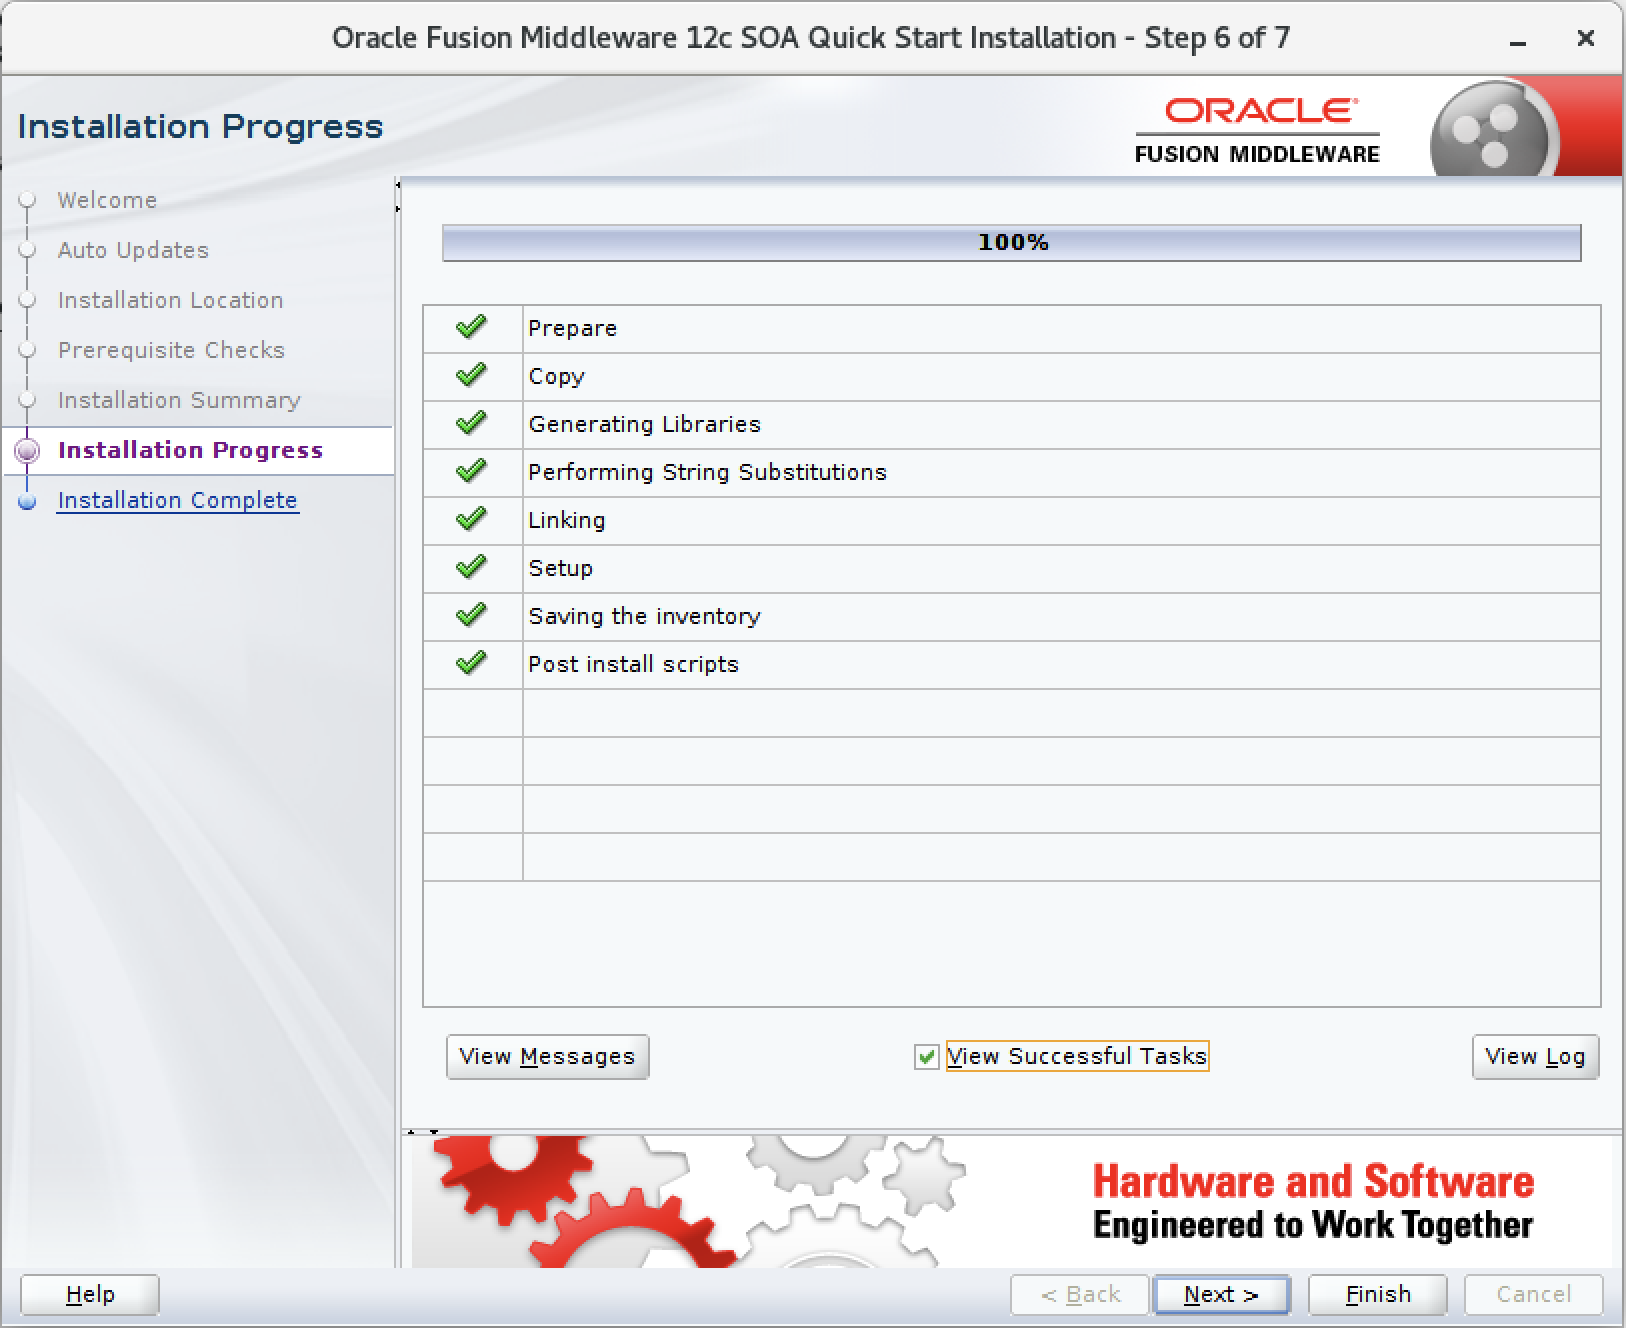 Oracle Fusion Middleware 12c SOA Quick Start Installation - Step 6 of 7
Installation Progress
ORACLE
FUSION MIDDLEWARE
Welcome
Auto Updates
Installation Location
Prerequisite Checks
Installation Summary
Installation Progress
Installation Complete
100%
Prepare
Copy
Generating Libraries
Performing String Substitutions
Linking
Setup
Saving the inventory
Post install scripts
View Messages
View Successful Tasks
View Log
Hardware and Software
Engineered to Work Together
Help
< Back
Next >
Finish
Cancel